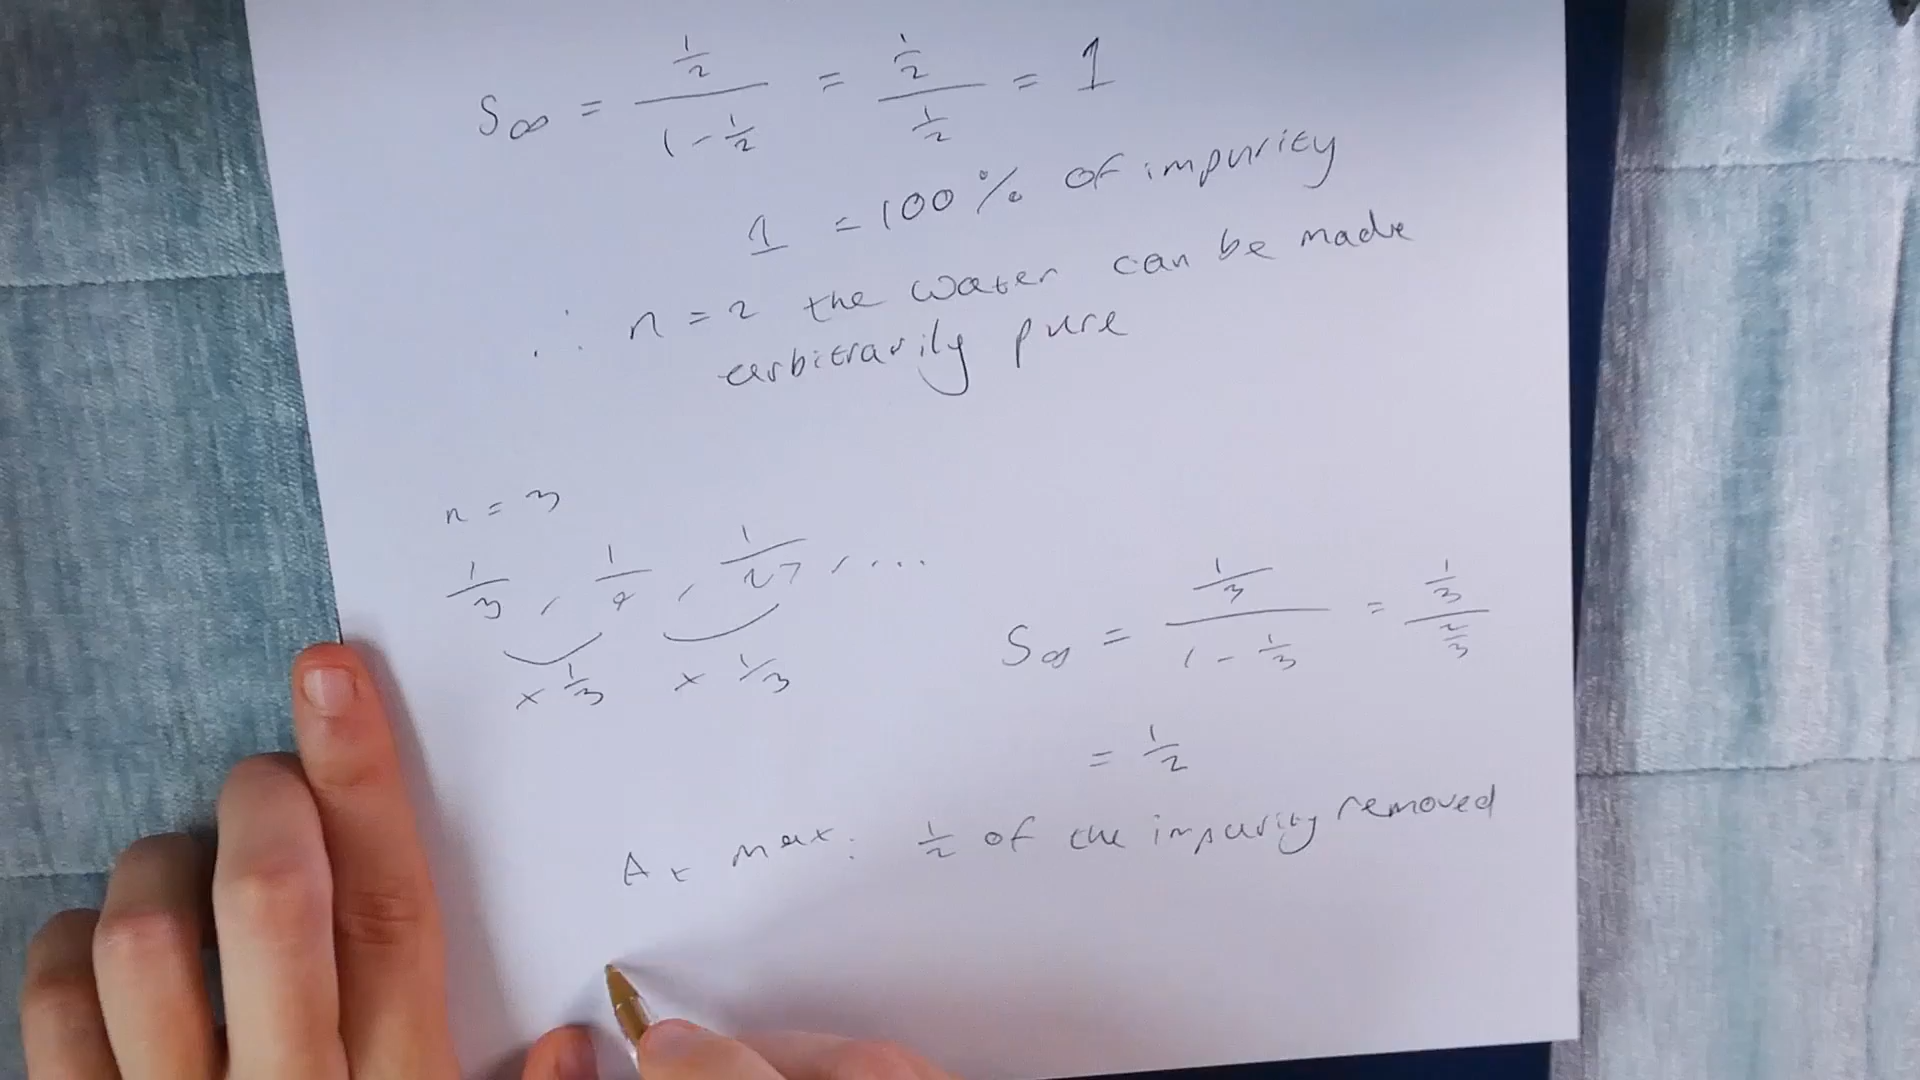 S∞ = (1/2)/(1 - 1/2) = (1/2)/(1/2) = 1
1 = 100% of impurity
∴ n = 2 the water can be made
arbitrarily pure
n = 3
1/3, 1/9, 1/27, ....
× 1/3 × 1/3
S∞ = (1/3)/(1 - 1/3) = (1/3)/(2/3)
= 1/2
At max: 1/2 of the impurity removed